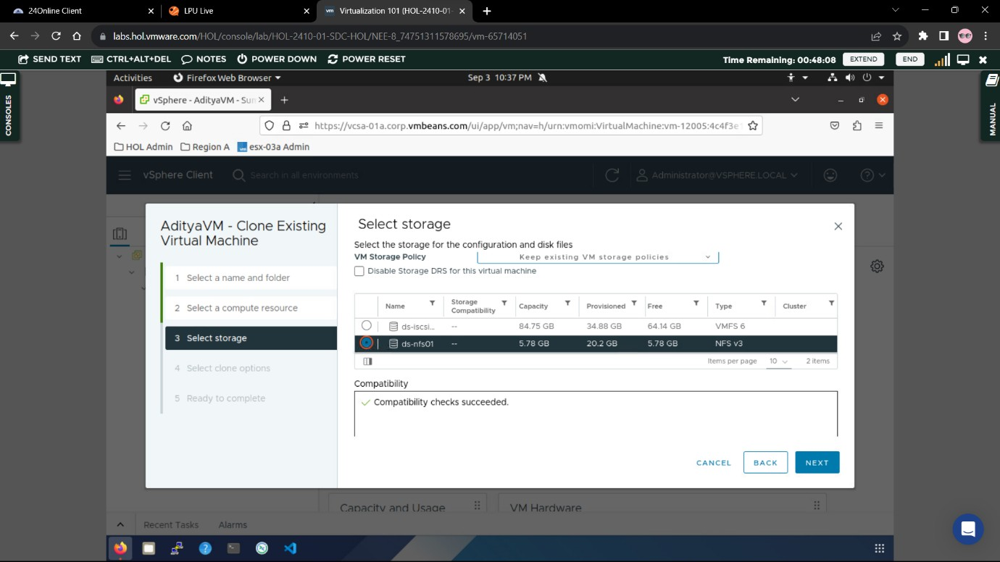 24Online Client
LPU Live
Virtualization 101 (HOL-2410-01-
labs.hol.vmware.com/HOL/console/lab/HOL-2410-01-SDC-HOL/NEE-8_74751311578695/vm-65714051
SEND TEXT CTRL+ALT+DEL NOTES POWER DOWN POWER RESET
Time Remaining: 00:48:08 EXTEND END
CONSOLES
MANUAL
Activities Firefox Web Browser Sep 3 10:37 PM
vSphere - AdityaVM - Sum
https://vcsa-01a.corp.vmbeans.com/ui/app/vm;nav=h/urn:vmomi:VirtualMachine:vm-12005:4c4f3e1
HOL Admin Region A esx-03a Admin
vSphere Client Search in all environments Administrator@VSPHERE.LOCAL
AdityaVM - Clone Existing
Virtual Machine
1 Select a name and folder
2 Select a compute resource
3 Select storage
4 Select clone options
5 Ready to complete
Select storage
Select the storage for the configuration and disk files
VM Storage Policy Keep existing VM storage policies
Disable Storage DRS for this virtual machine
Name Storage Compatibility Capacity Provisioned Free Type Cluster
ds-iscsi... -- 84.75 GB 34.88 GB 64.14 GB VMFS 6
ds-nfs01 -- 5.78 GB 20.2 GB 5.78 GB NFS v3
Items per page 10 2 items
Compatibility
Compatibility checks succeeded.
CANCEL BACK NEXT
Capacity and Usage VM Hardware
Recent Tasks Alarms